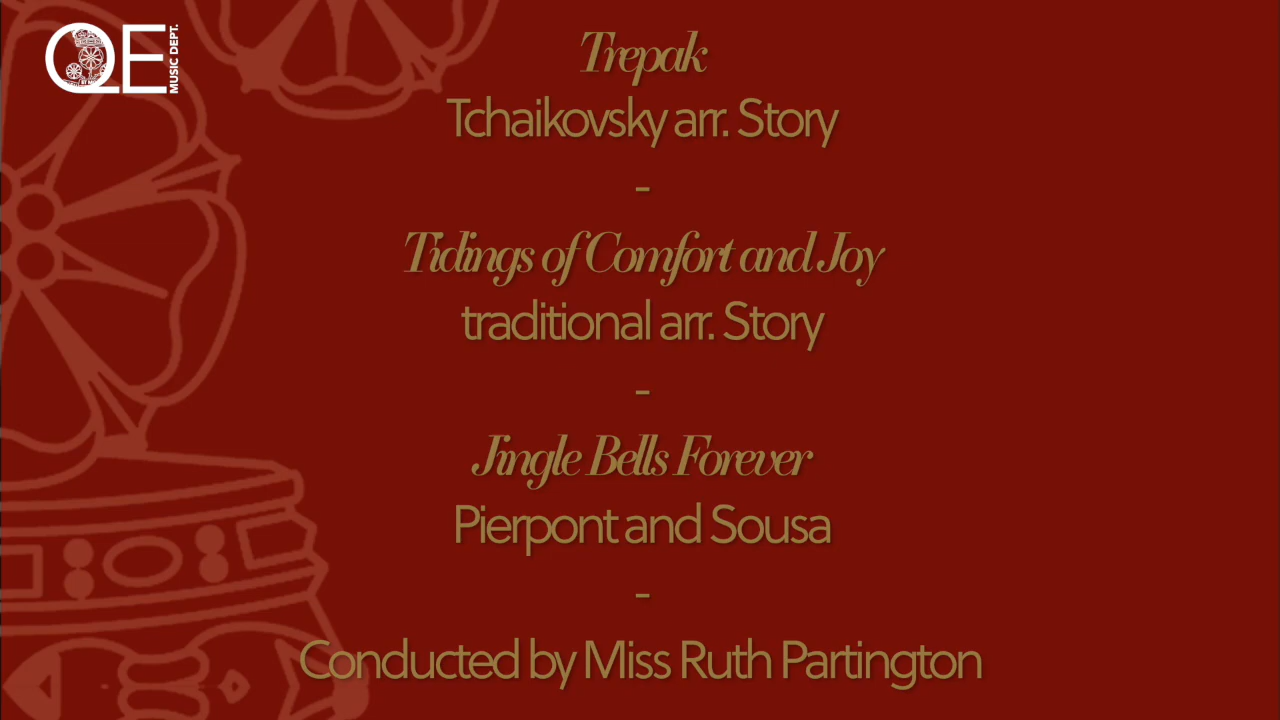 QE
MUSIC DEPT.
Trepak
Tchaikovsky arr. Story
-
Tidings of Comfort and Joy
traditional arr. Story
-
Jingle Bells Forever
Pierpont and Sousa
-
Conducted by Miss Ruth Partington